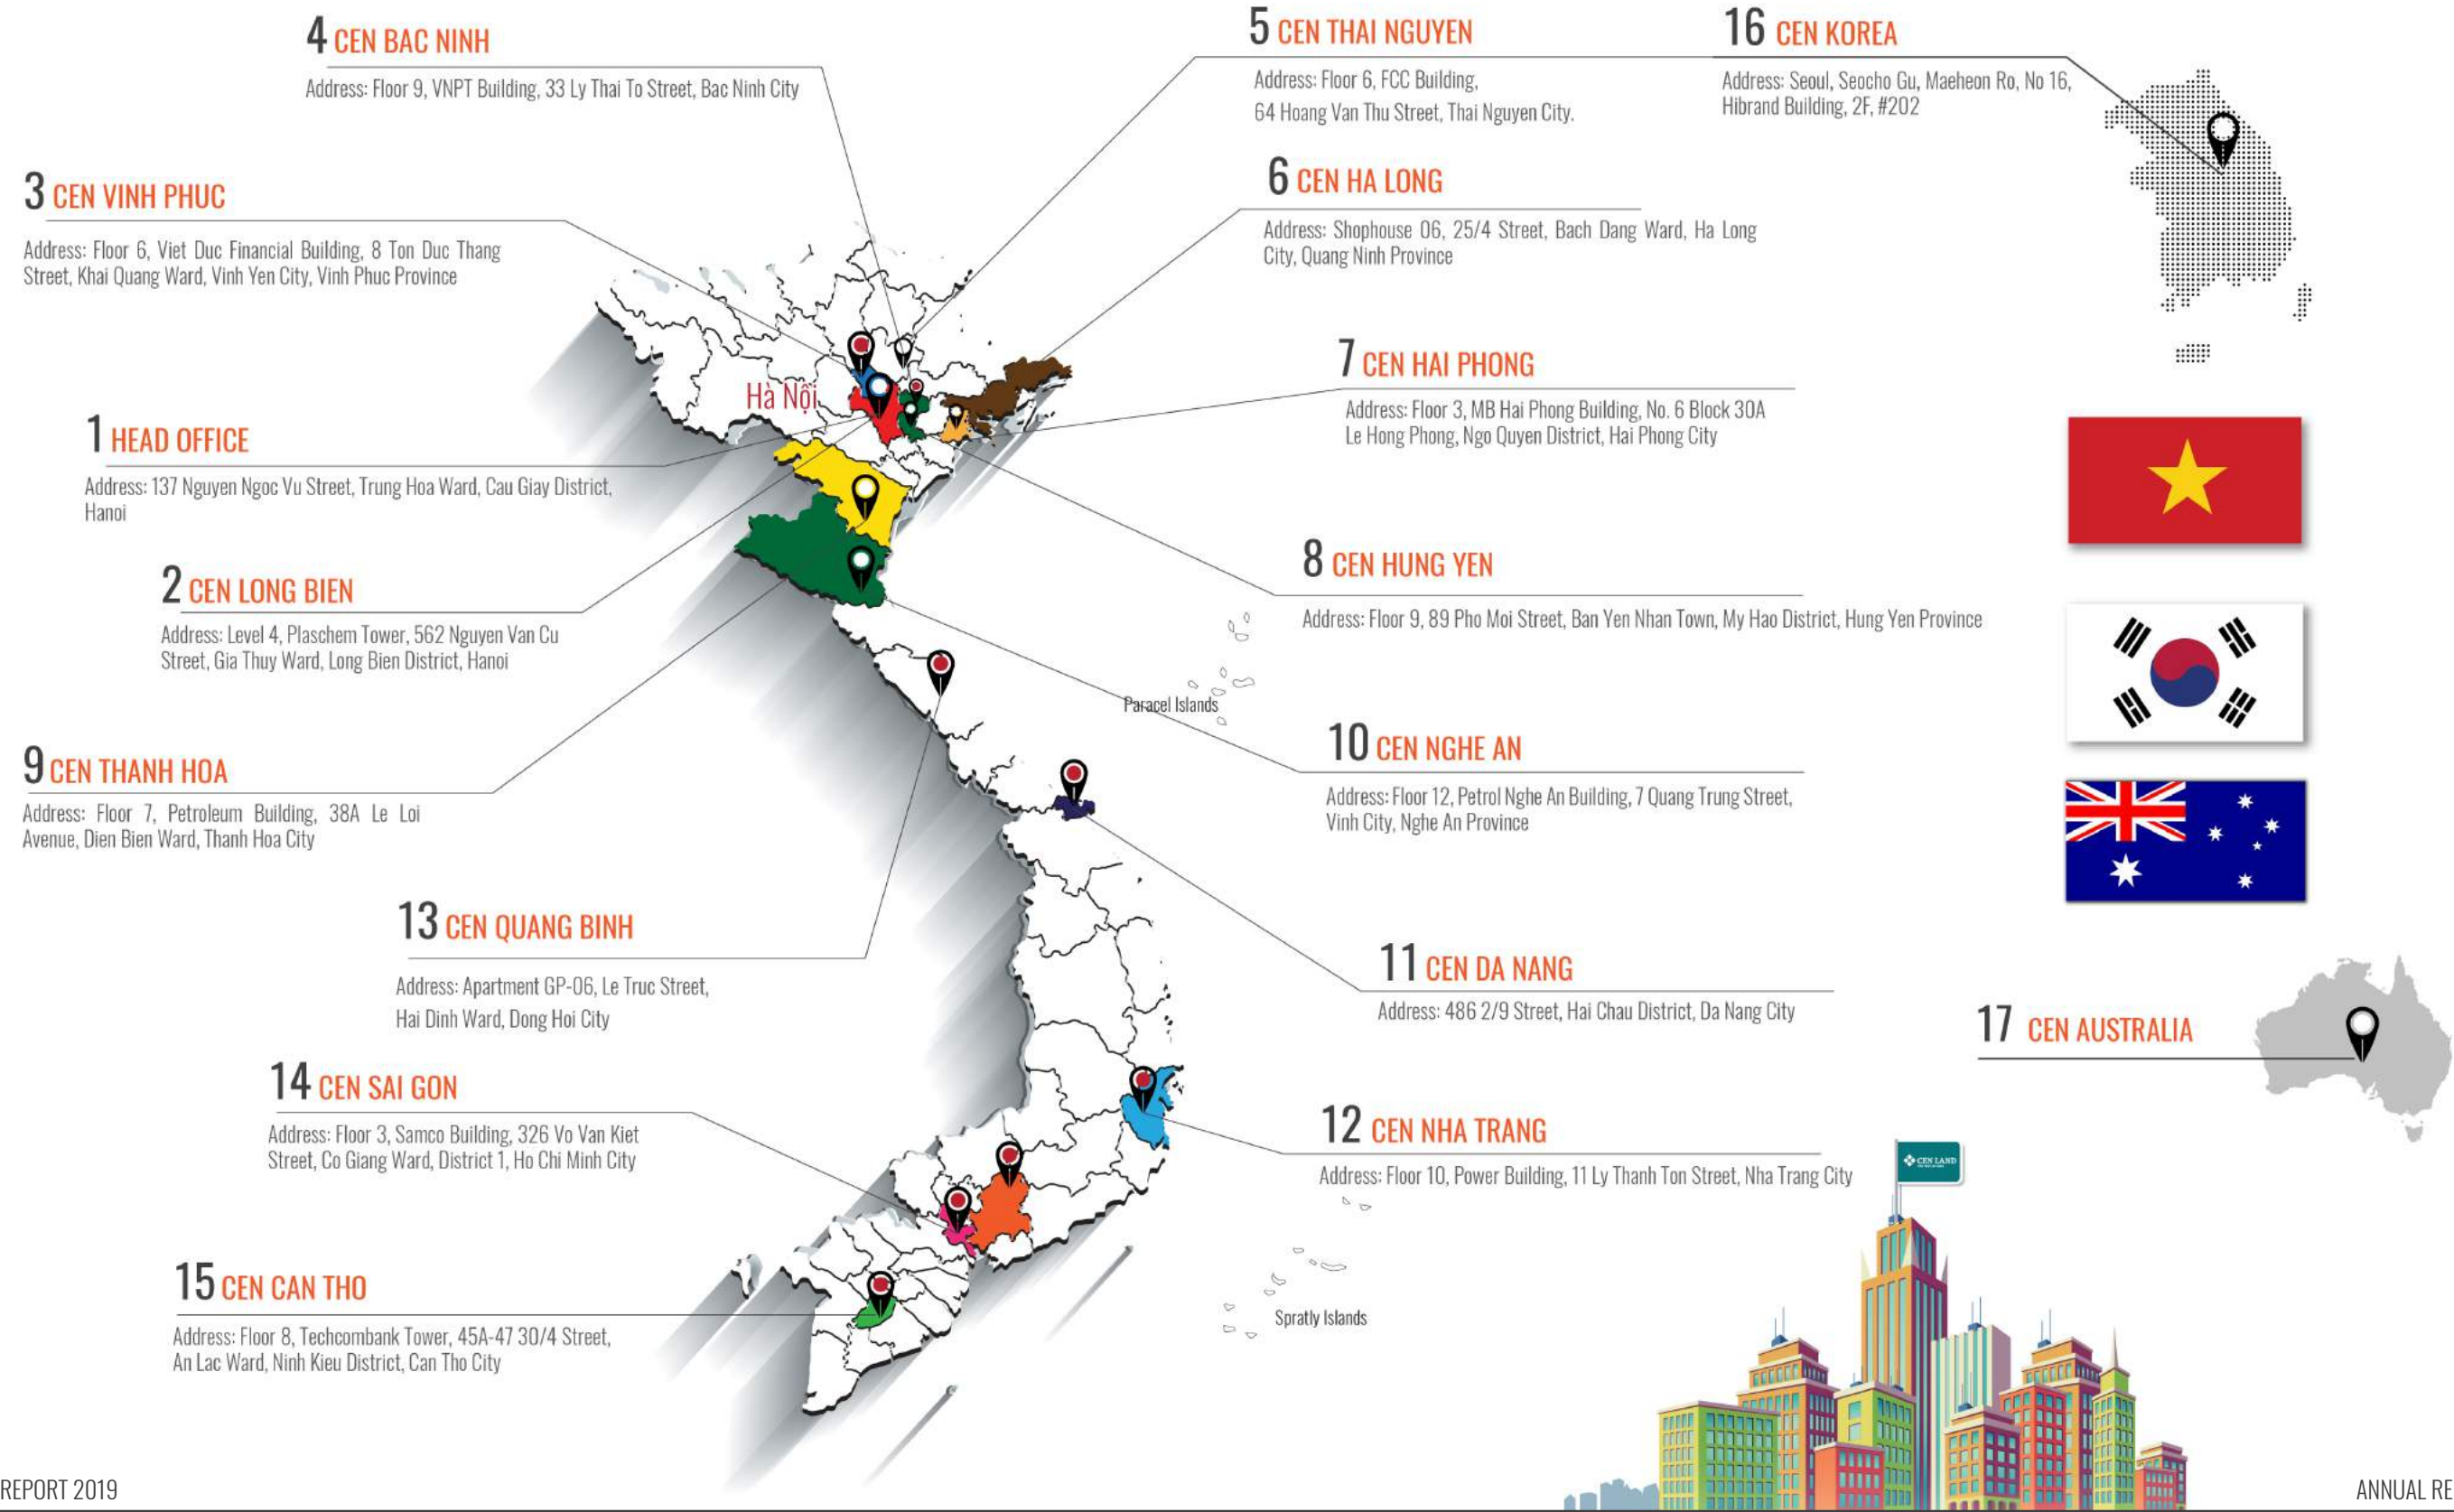 4 CEN BAC NINH
Address: Floor 9, VNPT Building, 33 Ly Thai To Street, Bac Ninh City
5 CEN THAI NGUYEN
Address: Floor 6, FCC Building,
64 Hoang Van Thu Street, Thai Nguyen City.
16 CEN KOREA
Address: Seoul, Seocho Gu, Maeheon Ro, No 16,
Hibrand Building, 2F, #202
3 CEN VINH PHUC
Address: Floor 6, Viet Duc Financial Building, 8 Ton Duc Thang
Street, Khai Quang Ward, Vinh Yen City, Vinh Phuc Province
6 CEN HA LONG
Address: Shophouse 06, 25/4 Street, Bach Dang Ward, Ha Long
City, Quang Ninh Province
7 CEN HAI PHONG
Address: Floor 3, MB Hai Phong Building, No. 6 Block 30A
Le Hong Phong, Ngo Quyen District, Hai Phong City
Hà Nội
1 HEAD OFFICE
Address: 137 Nguyen Ngoc Vu Street, Trung Hoa Ward, Cau Giay District,
Hanoi
2 CEN LONG BIEN
Address: Level 4, Plaschem Tower, 562 Nguyen Van Cu
Street, Gia Thuy Ward, Long Bien District, Hanoi
8 CEN HUNG YEN
Address: Floor 9, 89 Pho Moi Street, Ban Yen Nhan Town, My Hao District, Hung Yen Province
Paracel Islands
9 CEN THANH HOA
Address: Floor 7, Petroleum Building, 38A Le Loi
Avenue, Dien Bien Ward, Thanh Hoa City
10 CEN NGHE AN
Address: Floor 12, Petrol Nghe An Building, 7 Quang Trung Street,
Vinh City, Nghe An Province
13 CEN QUANG BINH
Address: Apartment GP-06, Le Truc Street,
Hai Dinh Ward, Dong Hoi City
11 CEN DA NANG
Address: 486 2/9 Street, Hai Chau District, Da Nang City
17 CEN AUSTRALIA
14 CEN SAI GON
Address: Floor 3, Samco Building, 326 Vo Van Kiet
Street, Co Giang Ward, District 1, Ho Chi Minh City
12 CEN NHA TRANG
Address: Floor 10, Power Building, 11 Ly Thanh Ton Street, Nha Trang City
CEN LAND
15 CEN CAN THO
Address: Floor 8, Techcombank Tower, 45A-47 30/4 Street,
An Lac Ward, Ninh Kieu District, Can Tho City
Spratly Islands
REPORT 2019
ANNUAL RE